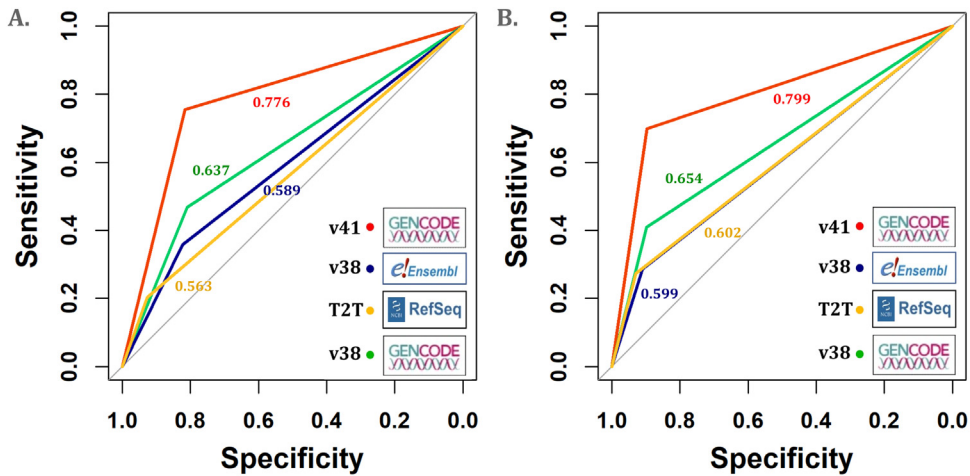 A.
Sensitivity
1.0
0.8
0.6
0.4
0.2
0.0
0.776
0.637
0.589
0.563
v41 GENCODE
v38 e!Ensembl
T2T NCBI RefSeq
v38 GENCODE
1.0 0.8 0.6 0.4 0.2 0.0
Specificity
B.
Sensitivity
1.0
0.8
0.6
0.4
0.2
0.0
0.799
0.654
0.602
0.599
v41 GENCODE
v38 e!Ensembl
T2T NCBI RefSeq
v38 GENCODE
1.0 0.8 0.6 0.4 0.2 0.0
Specificity